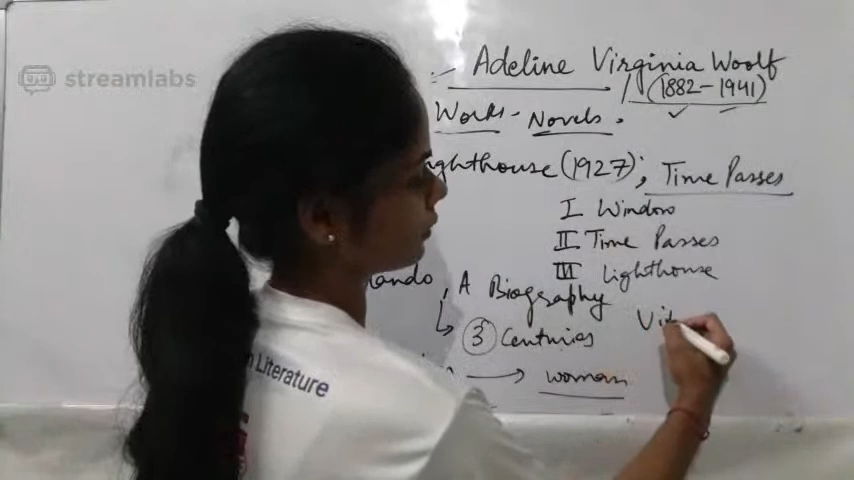 streamlabs
Adeline Virginia Woolf
(1882-1941)
Works - Novels.
ghthouse (1927); Time Passes
I Window
II Time Passes
III Lighthouse
ando, A Biography
3 Centuries
Vit
woman
Literature